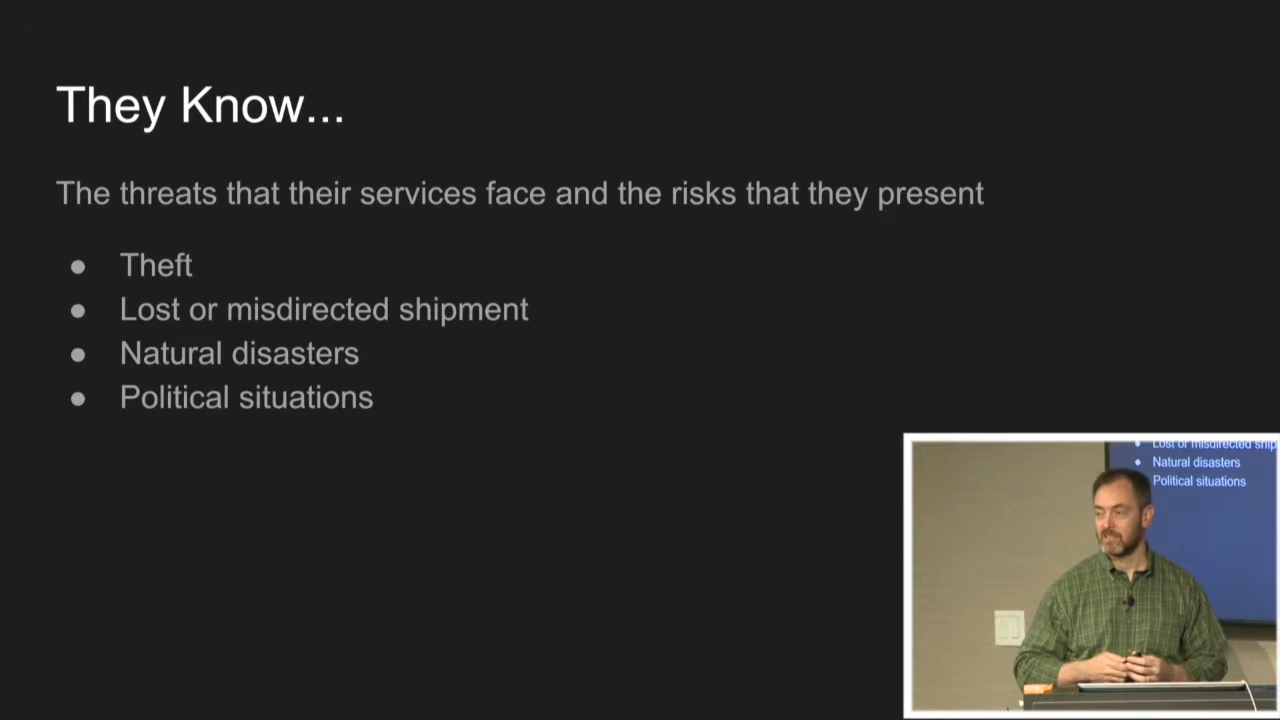 They Know...
The threats that their services face and the risks that they present
● Theft
● Lost or misdirected shipment
● Natural disasters
● Political situations
● Lost or misdirected ship
● Natural disasters
Political situations